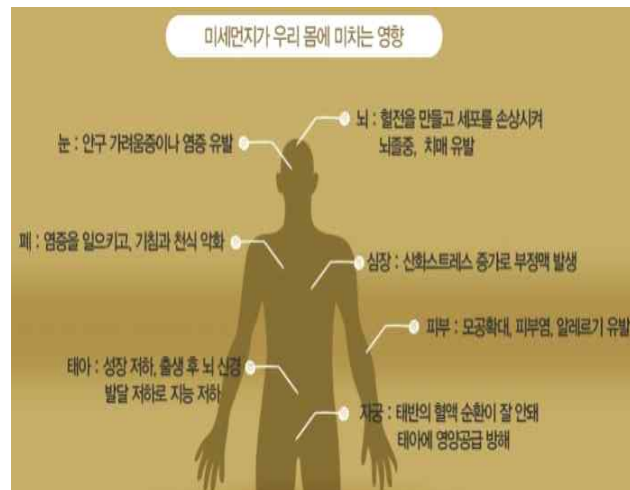 미세먼지가 우리 몸에 미치는 영향
뇌 : 혈전을 만들고 세포를 손상시켜
뇌졸중, 치매 유발
눈 : 안구 가려움증이나 염증 유발
폐 : 염증을 일으키고, 기침과 천식 악화
심장 : 산화스트레스 증가로 부정맥 발생
피부 : 모공확대, 피부염, 알레르기 유발
태아 : 성장 저하, 출생 후 뇌 신경
발달 저하로 지능 저하
자궁 : 태반의 혈액 순환이 잘 안돼
태아에 영양공급 방해